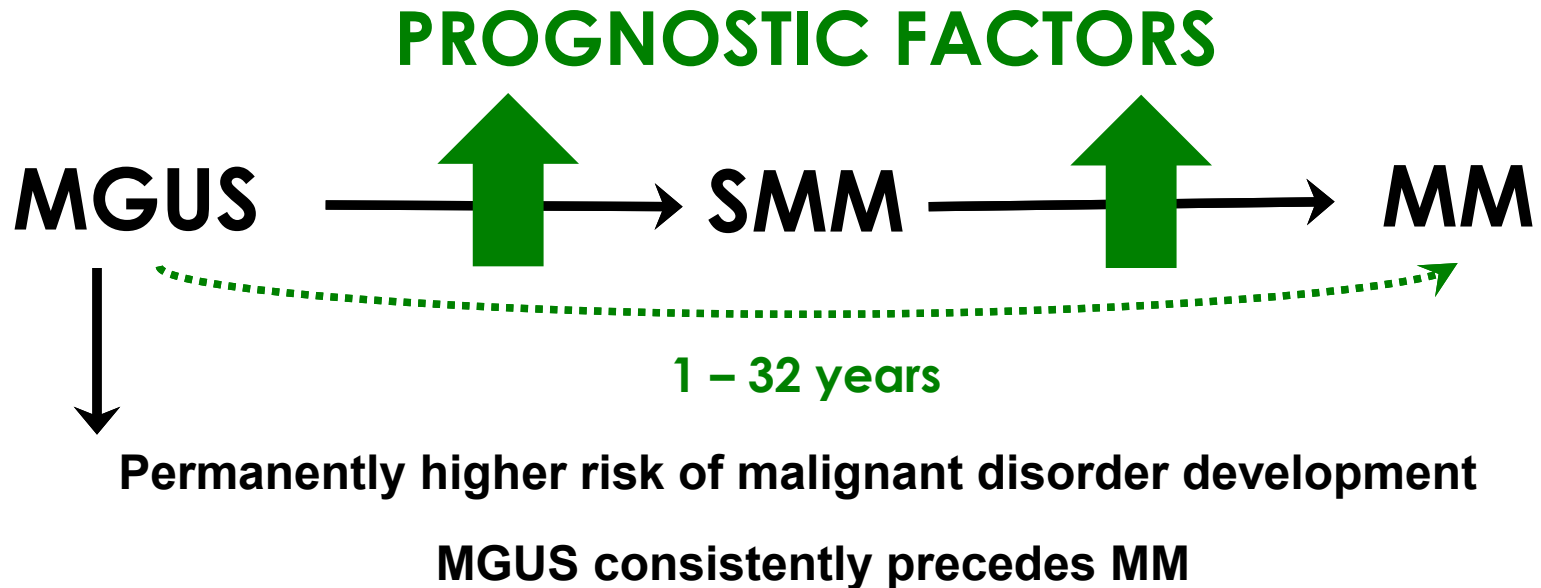 PROGNOSTIC FACTORS
MGUS
SMM
MM
1 – 32 years
Permanently higher risk of malignant disorder development
MGUS consistently precedes MM